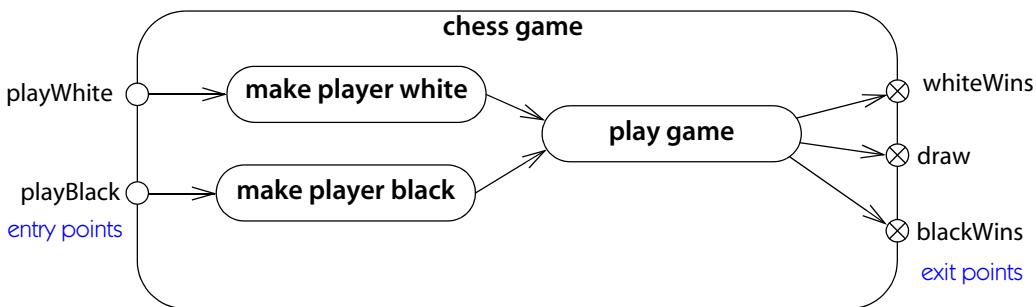 chess game
playWhite
make player white
whiteWins
play game
draw
playBlack
make player black
entry points
blackWins
exit points